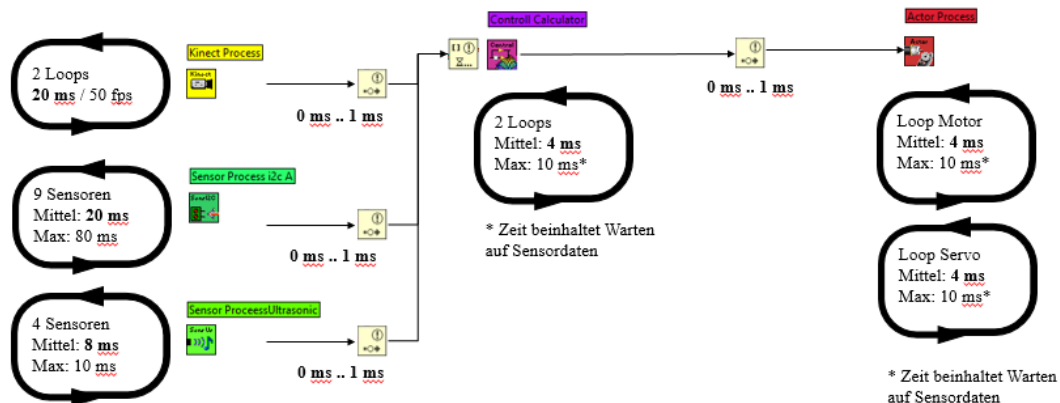 Kinect Process
Kinect
2 Loops
20 ms / 50 fps
0 ms .. 1 ms
Sensor Process i2c A
9 Sensoren
Mittel: 20 ms
Max: 80 ms
0 ms .. 1 ms
Sensor ProceessUltrasonic
4 Sensoren
Mittel: 8 ms
Max: 10 ms
0 ms .. 1 ms
Controll Calculator
Control
2 Loops
Mittel: 4 ms
Max: 10 ms*
* Zeit beinhaltet Warten
auf Sensordaten
0 ms .. 1 ms
Actor Process
Actor
Loop Motor
Mittel: 4 ms
Max: 10 ms*
Loop Servo
Mittel: 4 ms
Max: 10 ms*
* Zeit beinhaltet Warten
auf Sensordaten